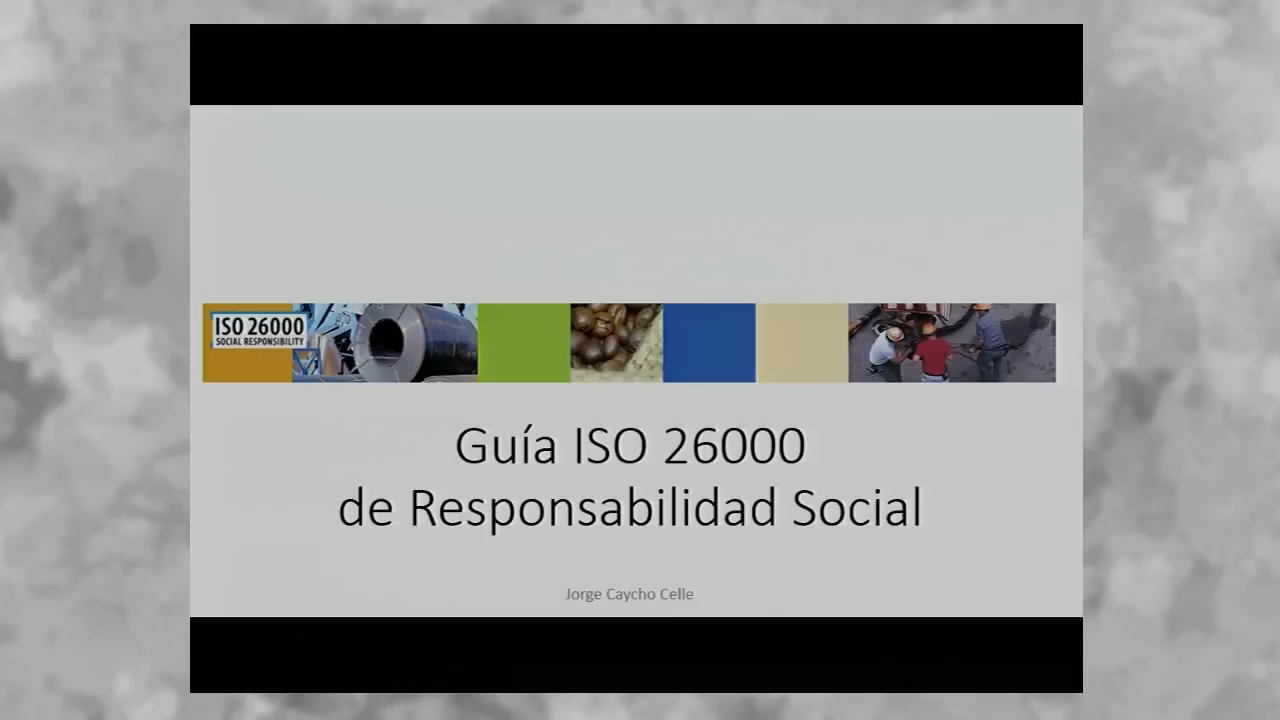 ISO 26000
SOCIAL RESPONSIBILITY
Guía ISO 26000
de Responsabilidad Social
Jorge Caycho Celle